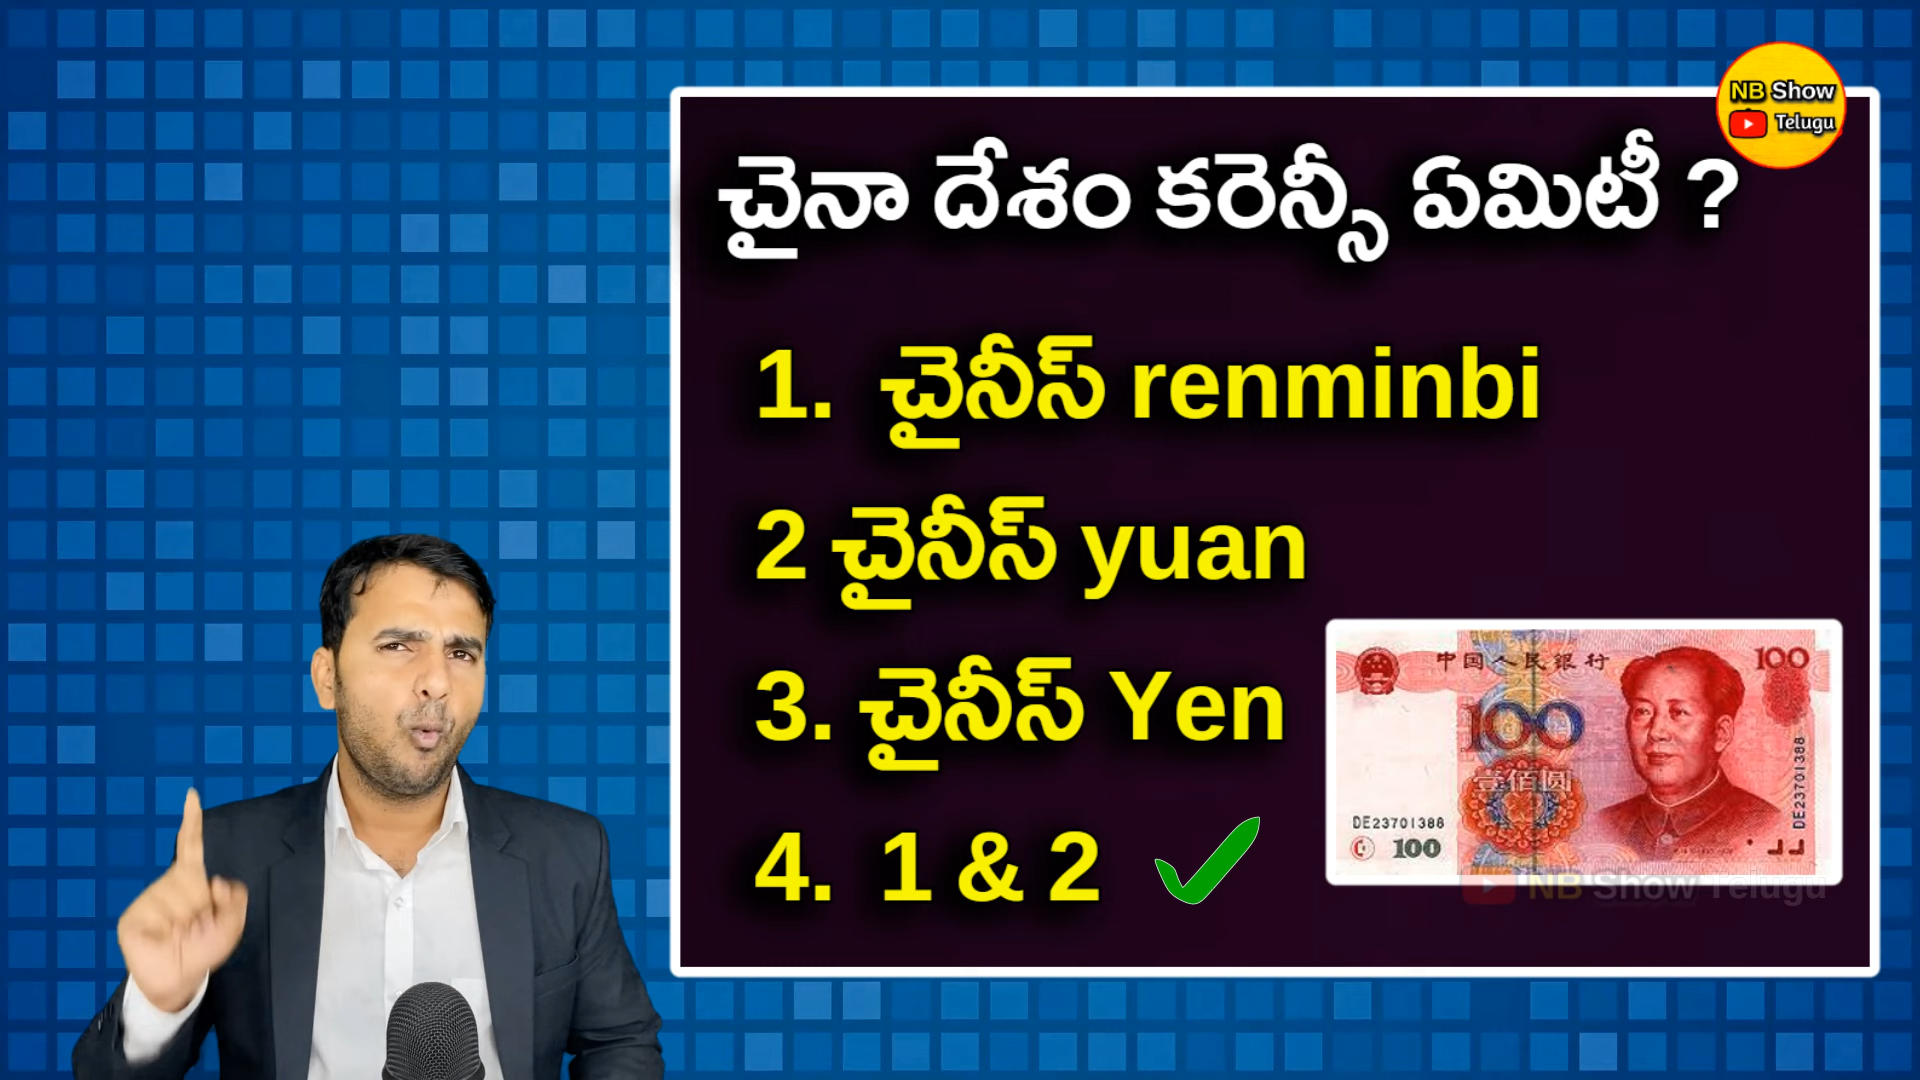 NB Show
Telugu
చైనా దేశం కరెన్సీ ఏమిటీ ?
1. చైనీస్ renminbi
2 చైనీస్ yuan
3. చైనీస్ Yen
4. 1 & 2
中国人民银行
100
100
壹佰圆
DE23701388
DE23701388
100
NB Show Telugu